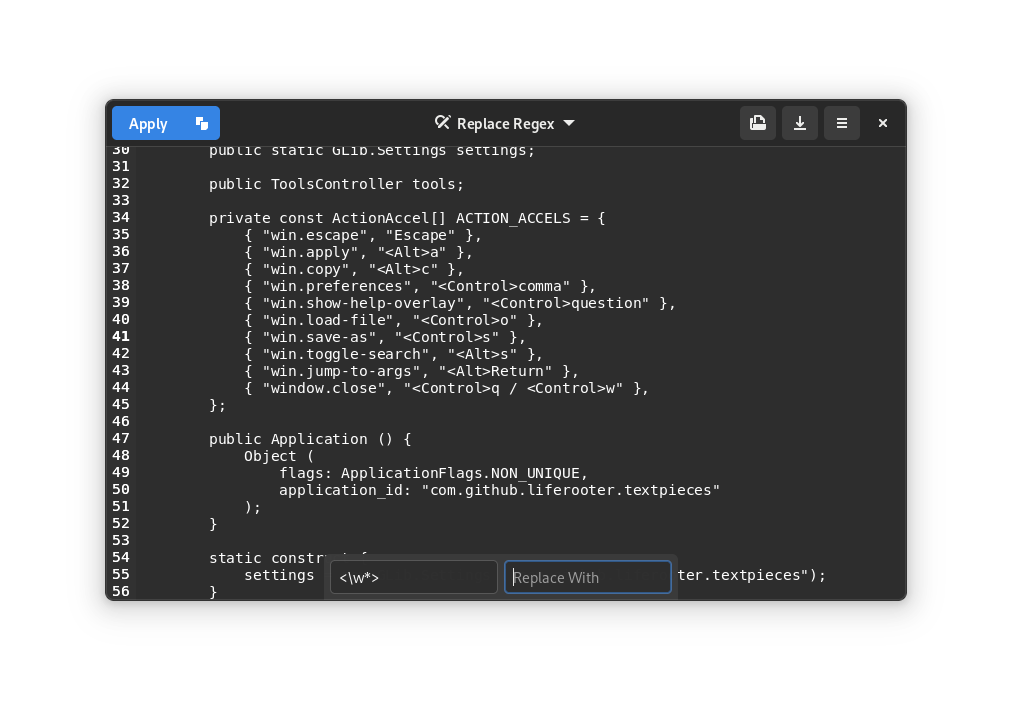 Apply
Replace Regex
30 public static GLib.Settings settings;
31
32 public ToolsController tools;
33
34 private const ActionAccel[] ACTION_ACCELS = {
35 { "win.escape", "Escape" },
36 { "win.apply", "<Alt>a" },
37 { "win.copy", "<Alt>c" },
38 { "win.preferences", "<Control>comma" },
39 { "win.show-help-overlay", "<Control>question" },
40 { "win.load-file", "<Control>o" },
41 { "win.save-as", "<Control>s" },
42 { "win.toggle-search", "<Alt>s" },
43 { "win.jump-to-args", "<Alt>Return" },
44 { "window.close", "<Control>q / <Control>w" },
45 };
46
47 public Application () {
48 Object (
49 flags: ApplicationFlags.NON_UNIQUE,
50 application_id: "com.github.liferooter.textpieces"
51 );
52 }
53
54 static
55 settings ter.textpieces");
56 }
<\w*>
Replace With